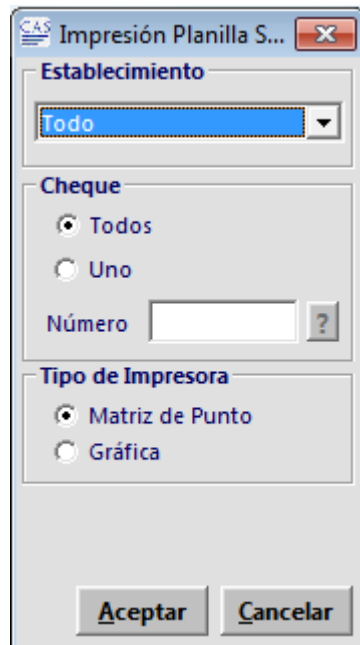 CAS Impresión Planilla S...
Establecimiento
Todo
Cheque
Todos
Uno
Número ?
Tipo de Impresora
Matriz de Punto
Gráfica
Aceptar Cancelar